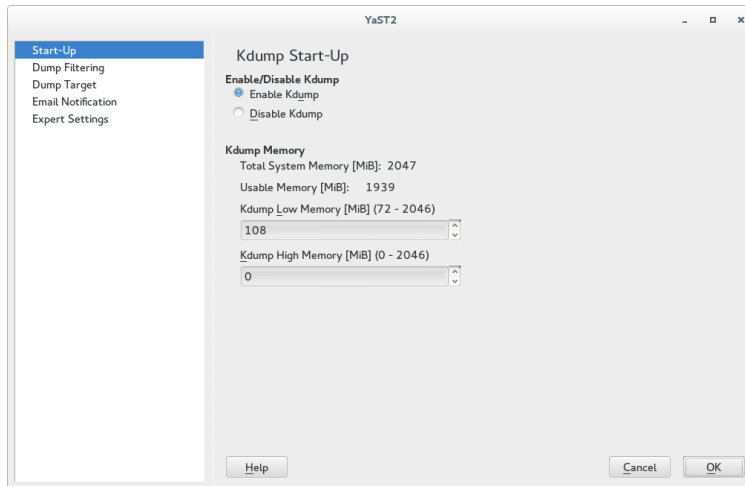 YaST2
Start-Up
Dump Filtering
Dump Target
Email Notification
Expert Settings
Kdump Start-Up
Enable/Disable Kdump
Enable Kdump
Disable Kdump
Kdump Memory
Total System Memory [MiB]: 2047
Usable Memory [MiB]: 1939
Kdump Low Memory [MiB] (72 - 2046)
108
Kdump High Memory [MiB] (0 - 2046)
0
Help
Cancel
OK